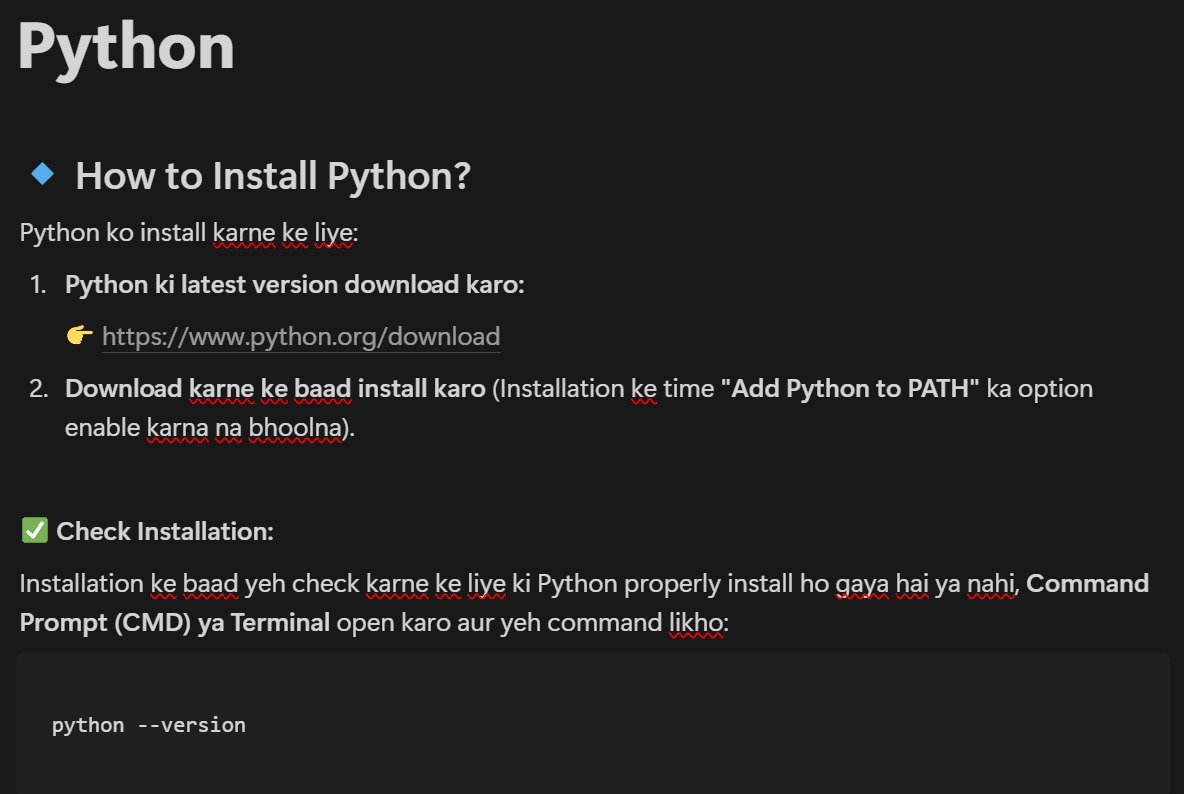 Python
🔹 How to Install Python?
Python ko install karne ke liye:
1. Python ki latest version download karo:
👉 https://www.python.org/download
2. Download karne ke baad install karo (Installation ke time "Add Python to PATH" ka option
enable karna na bhoolna).
✅ Check Installation:
Installation ke baad yeh check karne ke liye ki Python properly install ho gaya hai ya nahi, Command
Prompt (CMD) ya Terminal open karo aur yeh command likho:
python --version